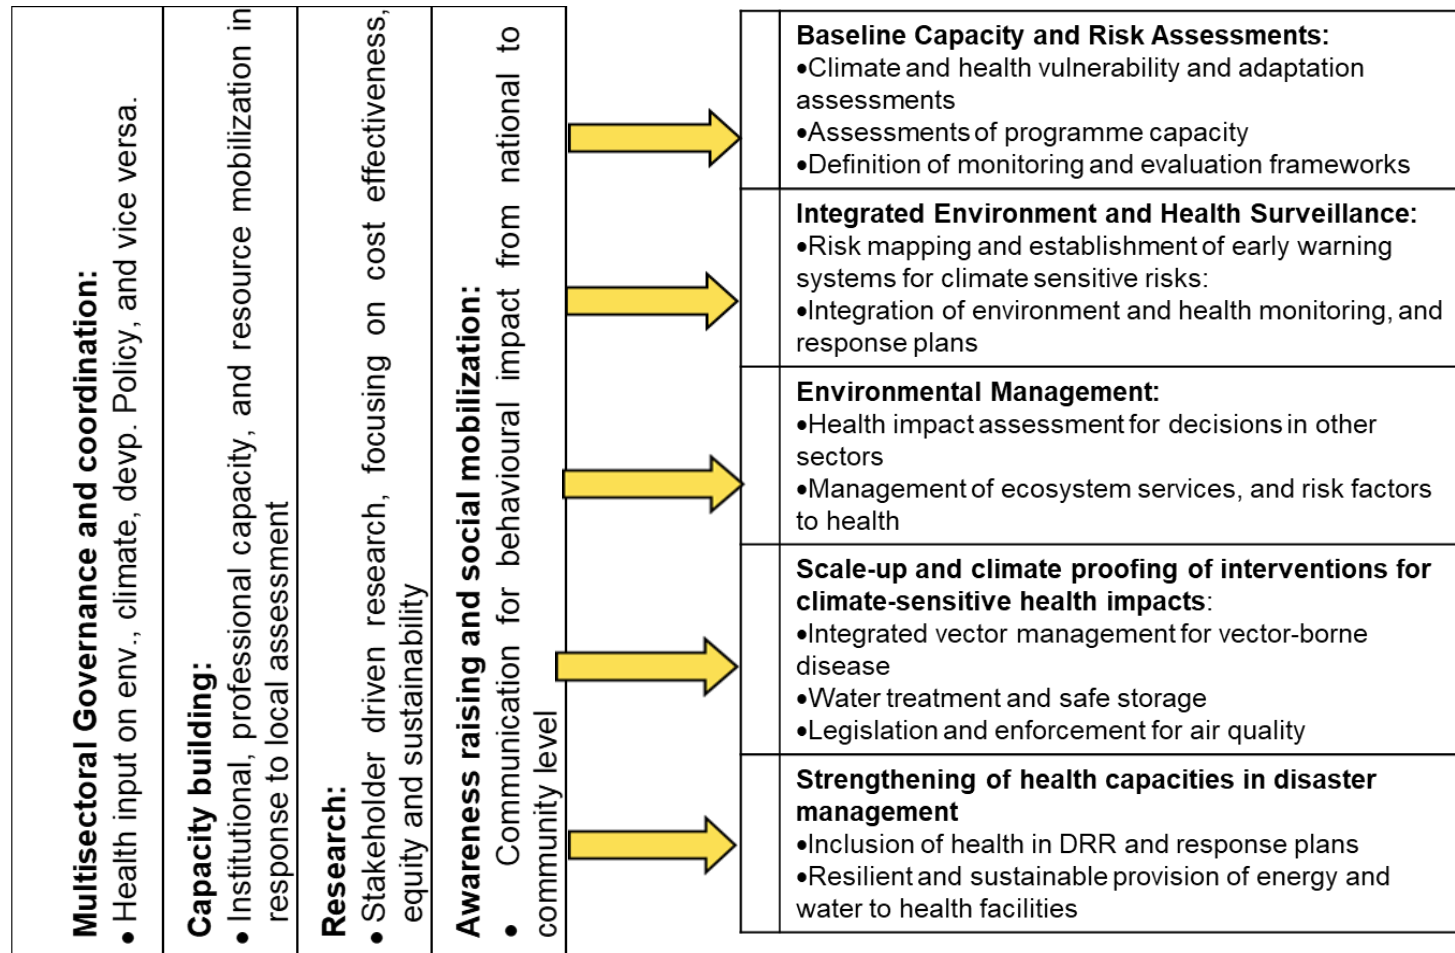 Multisectoral Governance and coordination:
•Health input on env., climate, devp. Policy, and vice versa.
Capacity building:
•Institutional, professional capacity, and resource mobilization in
response to local assessment
Research:
•Stakeholder driven research, focusing on cost effectiveness,
equity and sustainability
Awareness raising and social mobilization:
• Communication for behavioural impact from national to
community level
Baseline Capacity and Risk Assessments:
•Climate and health vulnerability and adaptation
assessments
•Assessments of programme capacity
•Definition of monitoring and evaluation frameworks
Integrated Environment and Health Surveillance:
•Risk mapping and establishment of early warning
systems for climate sensitive risks:
•Integration of environment and health monitoring, and
response plans
Environmental Management:
•Health impact assessment for decisions in other
sectors
•Management of ecosystem services, and risk factors
to health
Scale-up and climate proofing of interventions for
climate-sensitive health impacts:
•Integrated vector management for vector-borne
disease
•Water treatment and safe storage
•Legislation and enforcement for air quality
Strengthening of health capacities in disaster
management
•Inclusion of health in DRR and response plans
•Resilient and sustainable provision of energy and
water to health facilities